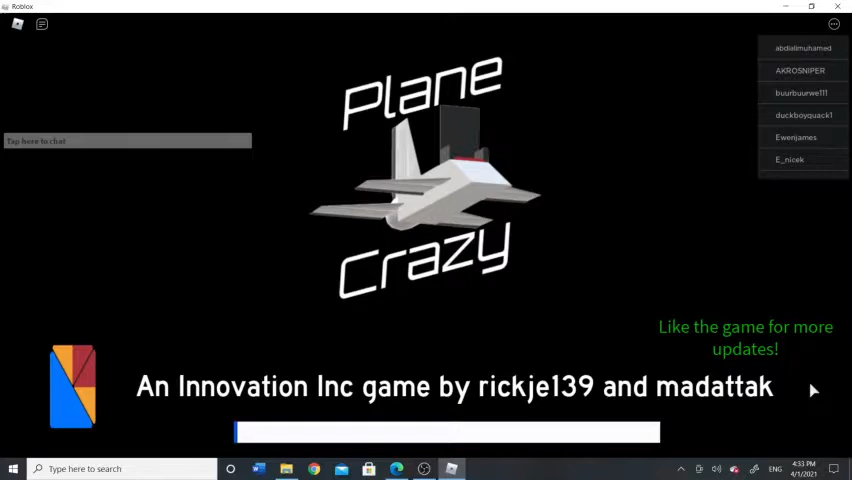 Roblox
abdialimuhamed
AKROSNIPER
buurbuurwe111
duckboyquack1
Ewenjames
E_nicek
Tap here to chat
Plane
Crazy
Like the game for more
updates!
An Innovation Inc game by rickje139 and madattak
Type here to search
ENG
4:33 PM
4/1/2021